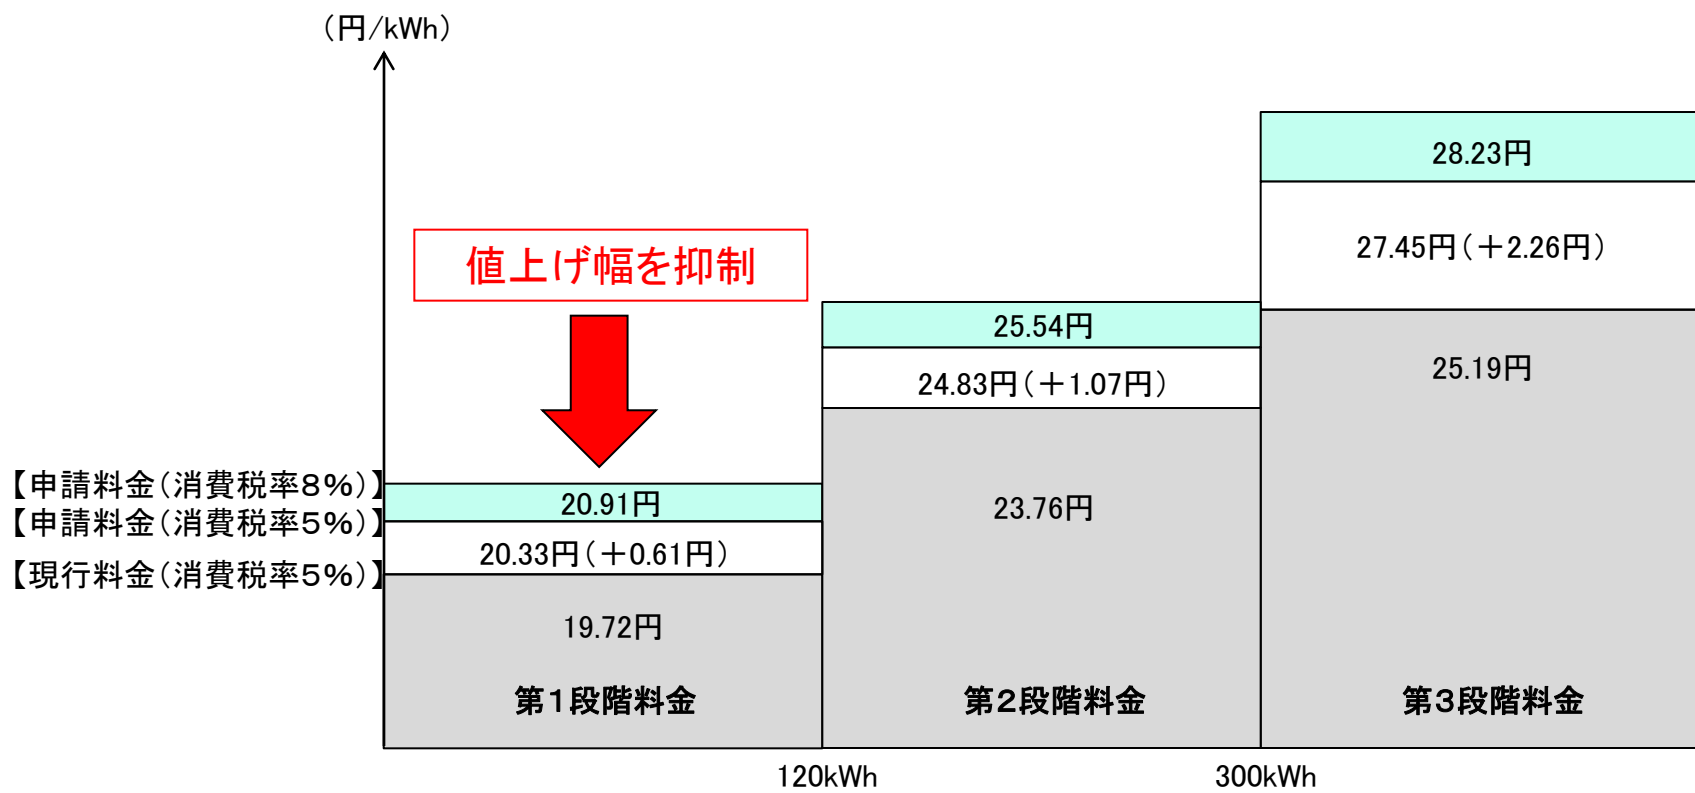 （円/kWh）
28.23円
27.45円（＋2.26円）
25.19円
値上げ幅を抑制
25.54円
24.83円（＋1.07円）
23.76円
【申請料金（消費税率８％）】
【申請料金（消費税率５％）】
【現行料金（消費税率５％）】
20.91円
20.33円（＋0.61円）
19.72円
第１段階料金
第２段階料金
第３段階料金
120kWh
300kWh